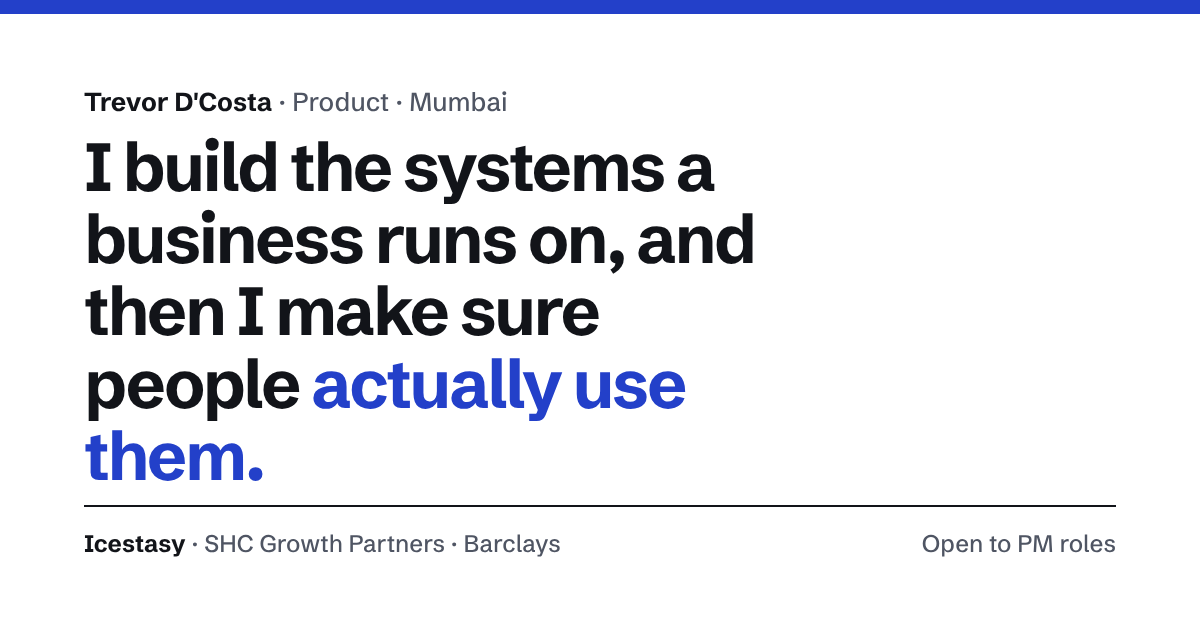 Trevor D'Costa · Product · Mumbai
I build the systems a
business runs on, and
then I make sure
people actually use
them.
Icestasy · SHC Growth Partners · Barclays
Open to PM roles